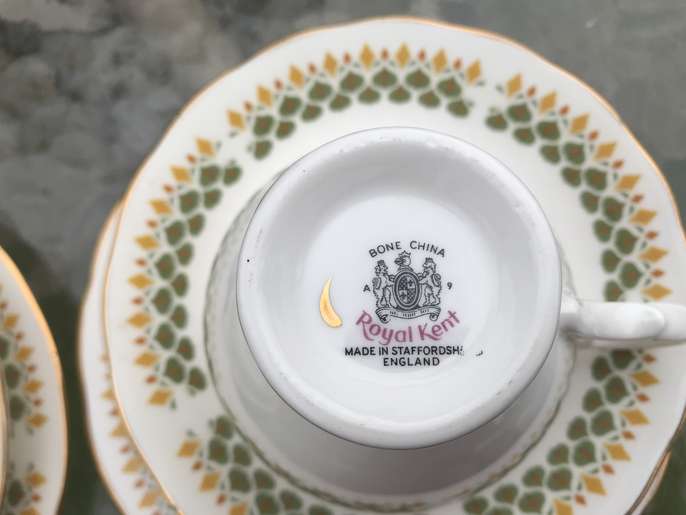 BONE CHINA
A 9
Royal Kent
MADE IN STAFFORDSH
ENGLAND